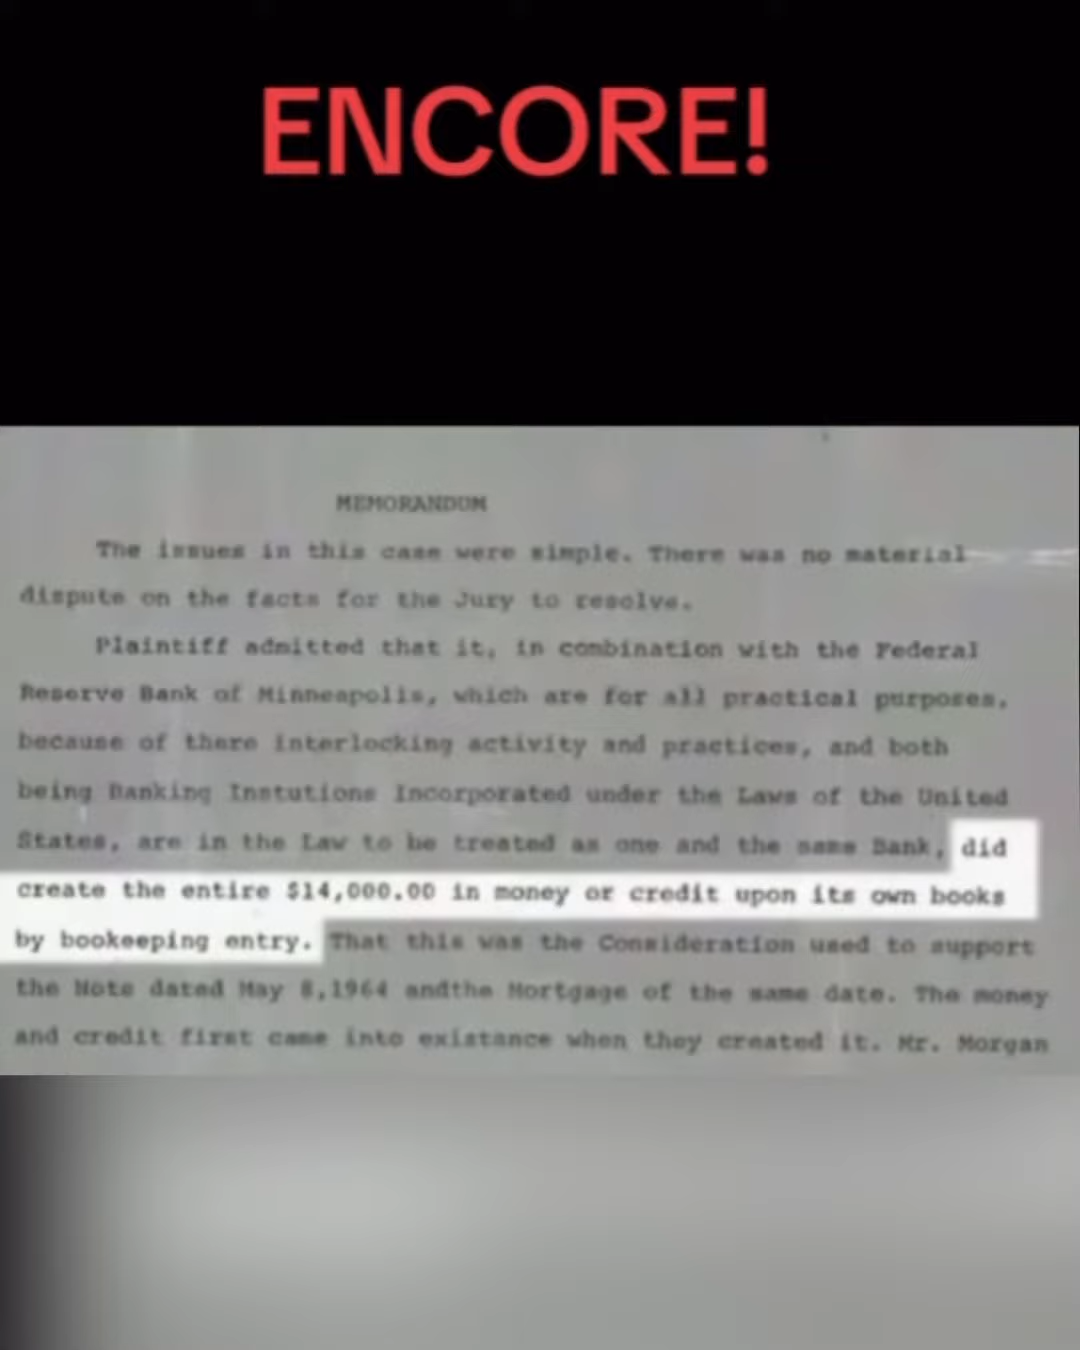 ENCORE!
MEMORANDUM
The issues in this case were simple. There was no material
dispute on the facts for the Jury to resolve.
Plaintiff admitted that it, in combination with the Federal
Reserve Bank of Minneapolis, which are for all practical purposes,
because of there interlocking activity and practices, and both
being Banking Instutions Incorporated under the Laws of the United
States, are in the Law to be treated as one and the same Bank, did
create the entire $14,000.00 in money or credit upon its own books
by bookeeping entry. That this was the Consideration used to support
the Note dated May 8,1964 andthe Mortgage of the same date. The money
and credit first came into existance when they created it. Mr. Morgan